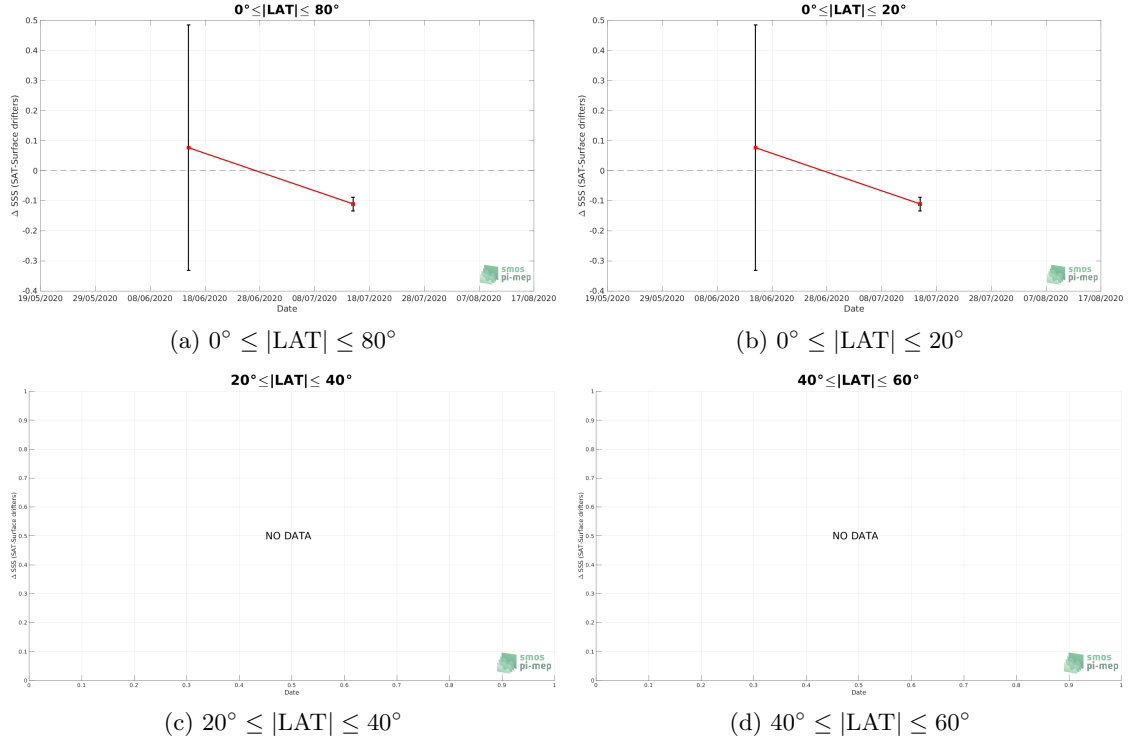 0°≤|LAT|≤ 80°
0.5
0.4
0.3
0.2
0.1
0
-0.1
-0.2
-0.3
-0.4
Δ SSS (SAT-Surface drifters)
19/05/2020 29/05/2020 08/06/2020 18/06/2020 28/06/2020 08/07/2020 18/07/2020 28/07/2020 07/08/2020 17/08/2020
Date
smos
pi-mep
(a) 0° ≤ |LAT| ≤ 80°
0°≤|LAT|≤ 20°
0.5
0.4
0.3
0.2
0.1
0
-0.1
-0.2
-0.3
-0.4
Δ SSS (SAT-Surface drifters)
19/05/2020 29/05/2020 08/06/2020 18/06/2020 28/06/2020 08/07/2020 18/07/2020 28/07/2020 07/08/2020 17/08/2020
Date
smos
pi-mep
(b) 0° ≤ |LAT| ≤ 20°
20°≤|LAT|≤ 40°
1
0.9
0.8
0.7
0.6
0.5
0.4
0.3
0.2
0.1
0
Δ SSS (SAT-Surface drifters)
NO DATA
0 0.1 0.2 0.3 0.4 0.5 0.6 0.7 0.8 0.9 1
Date
smos
pi-mep
(c) 20° ≤ |LAT| ≤ 40°
40°≤|LAT|≤ 60°
1
0.9
0.8
0.7
0.6
0.5
0.4
0.3
0.2
0.1
0
Δ SSS (SAT-Surface drifters)
NO DATA
0 0.1 0.2 0.3 0.4 0.5 0.6 0.7 0.8 0.9 1
Date
smos
pi-mep
(d) 40° ≤ |LAT| ≤ 60°